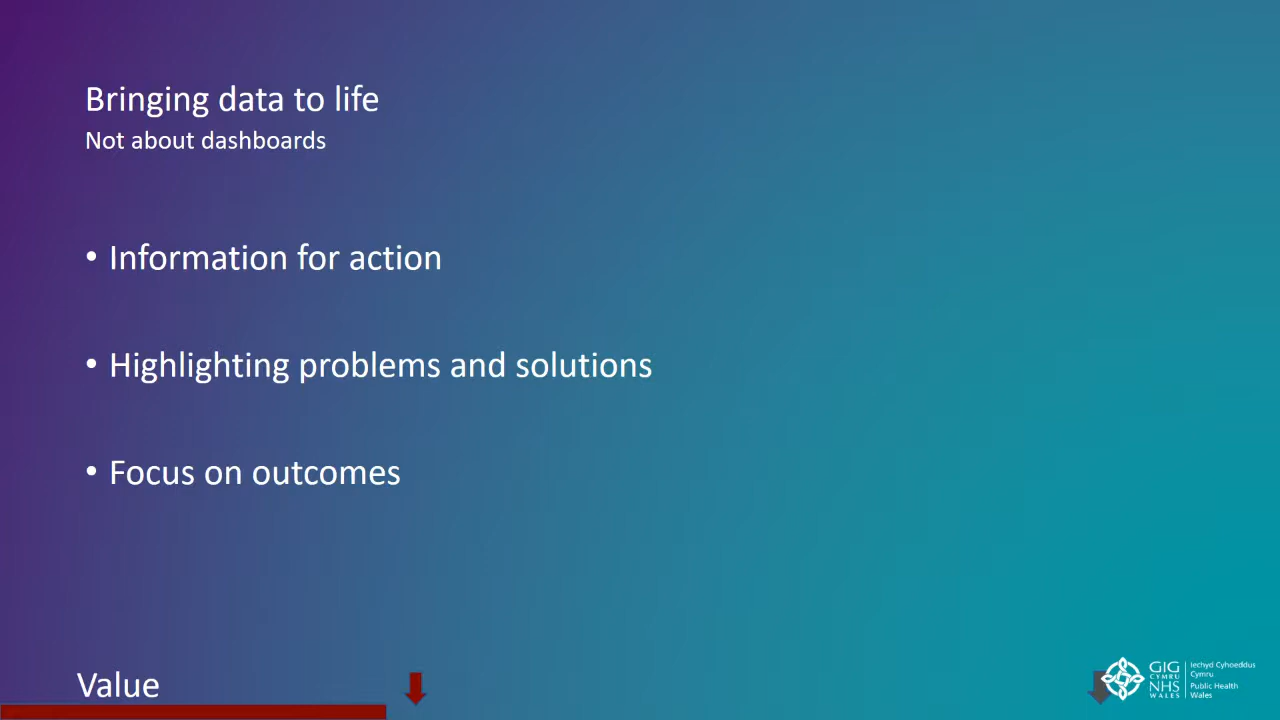 Bringing data to life
Not about dashboards
• Information for action
• Highlighting problems and solutions
• Focus on outcomes
Value
GIG
CYMRU
NHS
WALES
Iechyd Cyhoeddus
Cymru
Public Health
Wales